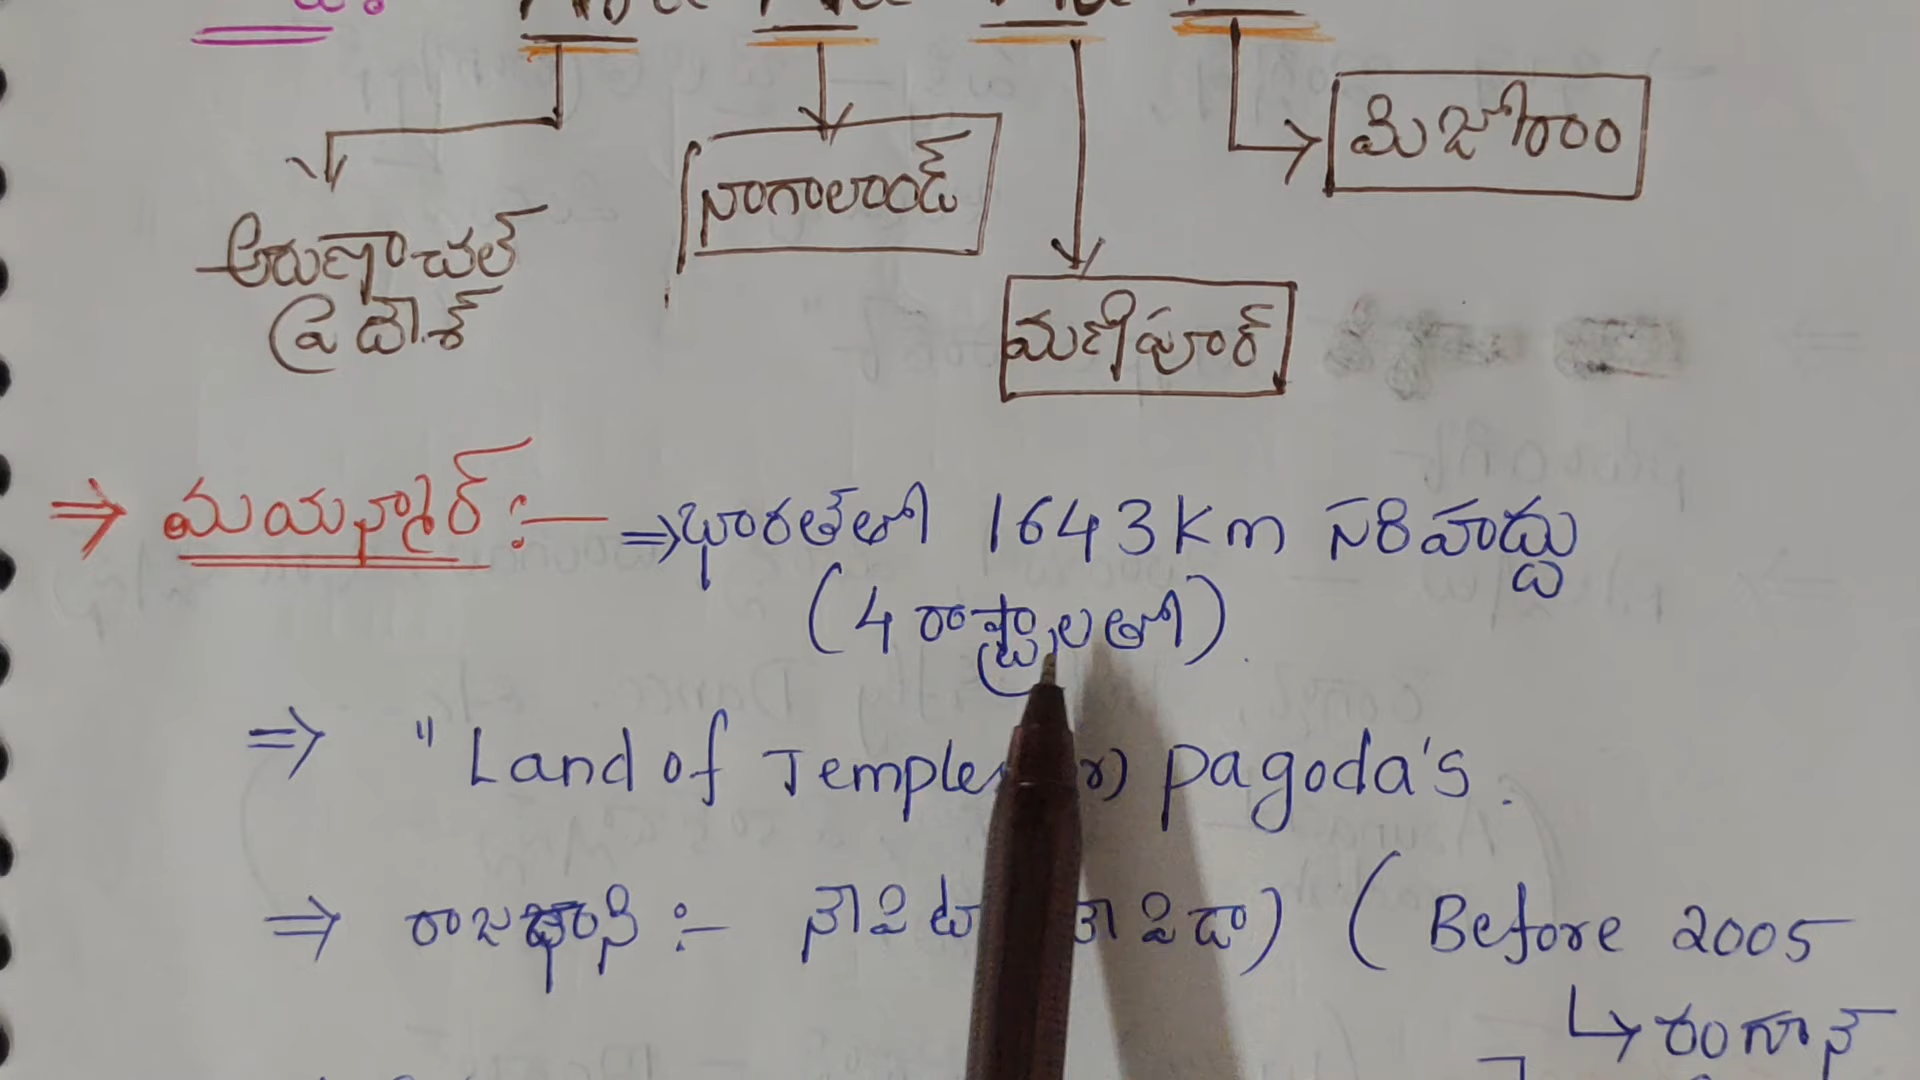 మిజోరాం
నాగాలాండ్
అరుణాచల్
ప్రదేశ్
మణిపూర్
⇒ మయన్మార్ :- ⇒ భారత్‌తో 1643 Km సరిహద్దు
(4 రాష్ట్రాలతో)
⇒ "Land of Temples pagoda's.
⇒ రాజధాని :- (Before 2005
↳ రంగూన్